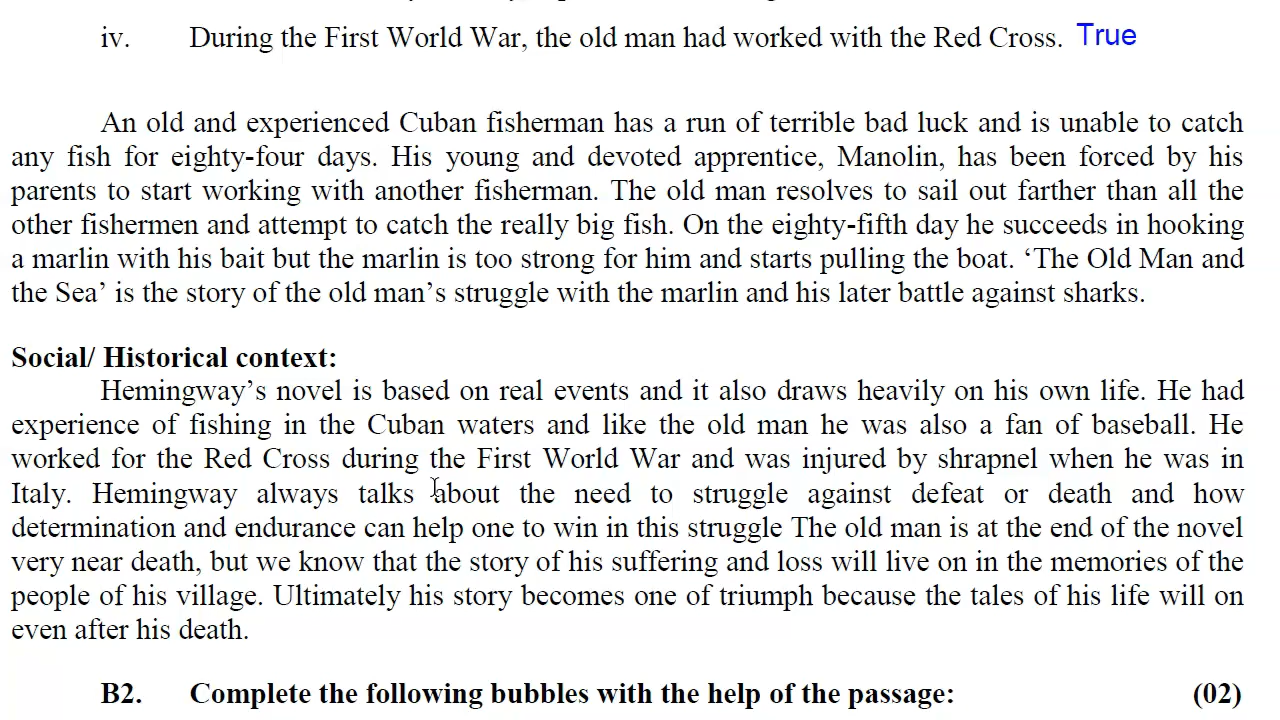 iv. During the First World War, the old man had worked with the Red Cross. True
An old and experienced Cuban fisherman has a run of terrible bad luck and is unable to catch
any fish for eighty-four days. His young and devoted apprentice, Manolin, has been forced by his
parents to start working with another fisherman. The old man resolves to sail out farther than all the
other fishermen and attempt to catch the really big fish. On the eighty-fifth day he succeeds in hooking
a marlin with his bait but the marlin is too strong for him and starts pulling the boat. ‘The Old Man and
the Sea’ is the story of the old man’s struggle with the marlin and his later battle against sharks.
Social/ Historical context:
Hemingway’s novel is based on real events and it also draws heavily on his own life. He had
experience of fishing in the Cuban waters and like the old man he was also a fan of baseball. He
worked for the Red Cross during the First World War and was injured by shrapnel when he was in
Italy. Hemingway always talks about the need to struggle against defeat or death and how
determination and endurance can help one to win in this struggle The old man is at the end of the novel
very near death, but we know that the story of his suffering and loss will live on in the memories of the
people of his village. Ultimately his story becomes one of triumph because the tales of his life will on
even after his death.
B2. Complete the following bubbles with the help of the passage: (02)